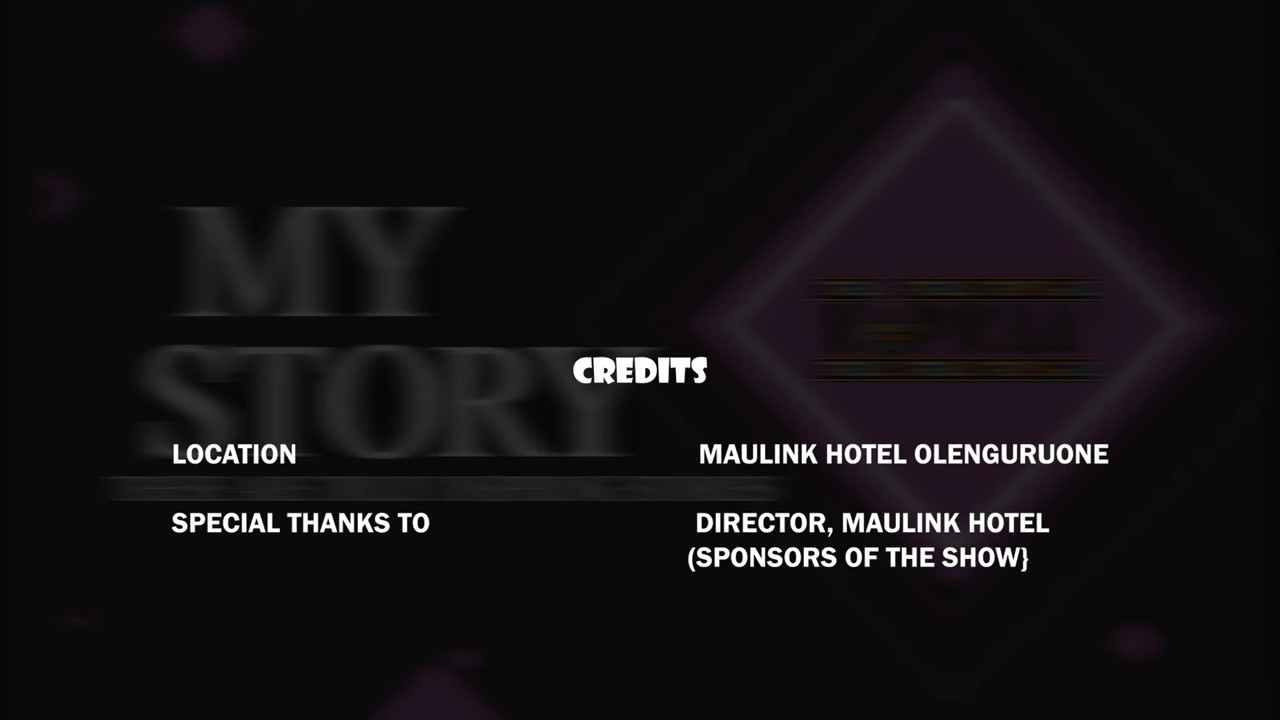 MY
STORY
CREDITS
LOCATION MAULINK HOTEL OLENGURUONE
SPECIAL THANKS TO DIRECTOR, MAULINK HOTEL
(SPONSORS OF THE SHOW}